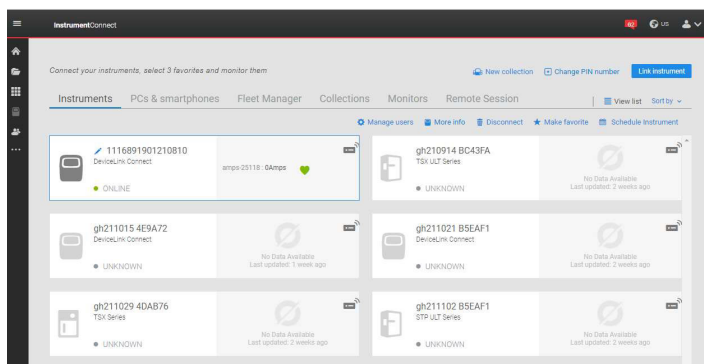 InstrumentConnect
62
US
Connect your instruments, select 3 favorites and monitor them
New collection
Change PIN number
Link instrument
Instruments
PCs & smartphones
Fleet Manager
Collections
Monitors
Remote Session
View list
Sort by
Manage users
More info
Disconnect
Make favorite
Schedule Instrument
1116891901210810
DeviceLink Connect
amps-25118 : 0Amps
ONLINE
gh210914 BC43FA
TSX ULT Series
No Data Available
Last updated: 2 weeks ago
UNKNOWN
gh211015 4E9A72
DeviceLink Connect
No Data Available
Last updated: 1 week ago
UNKNOWN
gh211021 B5EAF1
DeviceLink Connect
No Data Available
Last updated: 2 weeks ago
UNKNOWN
gh211029 4DAB76
TSX Series
No Data Available
Last updated: 2 weeks ago
UNKNOWN
gh211102 B5EAF1
STP ULT Series
No Data Available
Last updated: 2 weeks ago
UNKNOWN